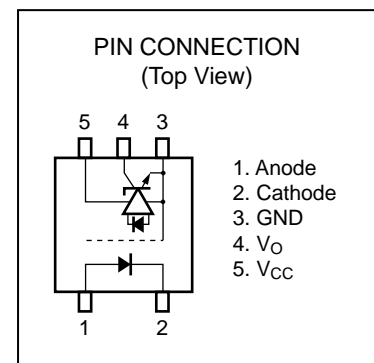 PIN CONNECTION
(Top View)
5 4 3
1. Anode
2. Cathode
3. GND
4. VO
5. VCC
1 2